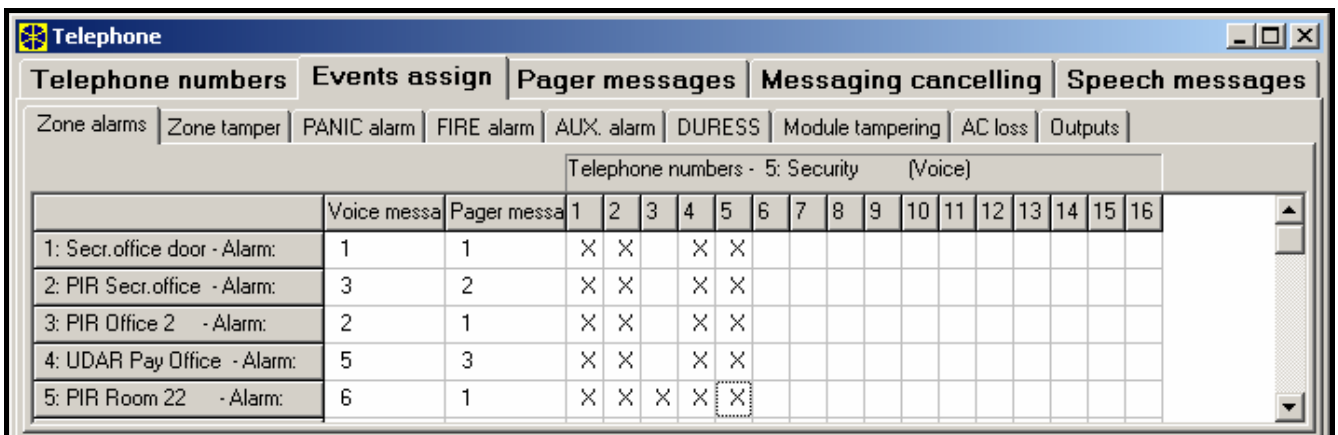 Telephone
Telephone numbers Events assign Pager messages Messaging cancelling Speech messages
Zone alarms Zone tamper PANIC alarm FIRE alarm AUX. alarm DURESS Module tampering AC loss Outputs
Telephone numbers - 5: Security (Voice)
Voice messa Pager messa 1 2 3 4 5 6 7 8 9 10 11 12 13 14 15 16
1: Secr.office door - Alarm: 1 1 X X X X
2: PIR Secr.office - Alarm: 3 2 X X X X
3: PIR Office 2 - Alarm: 2 1 X X X X
4: UDAR Pay Office - Alarm: 5 3 X X X X
5: PIR Room 22 - Alarm: 6 1 X X X X X